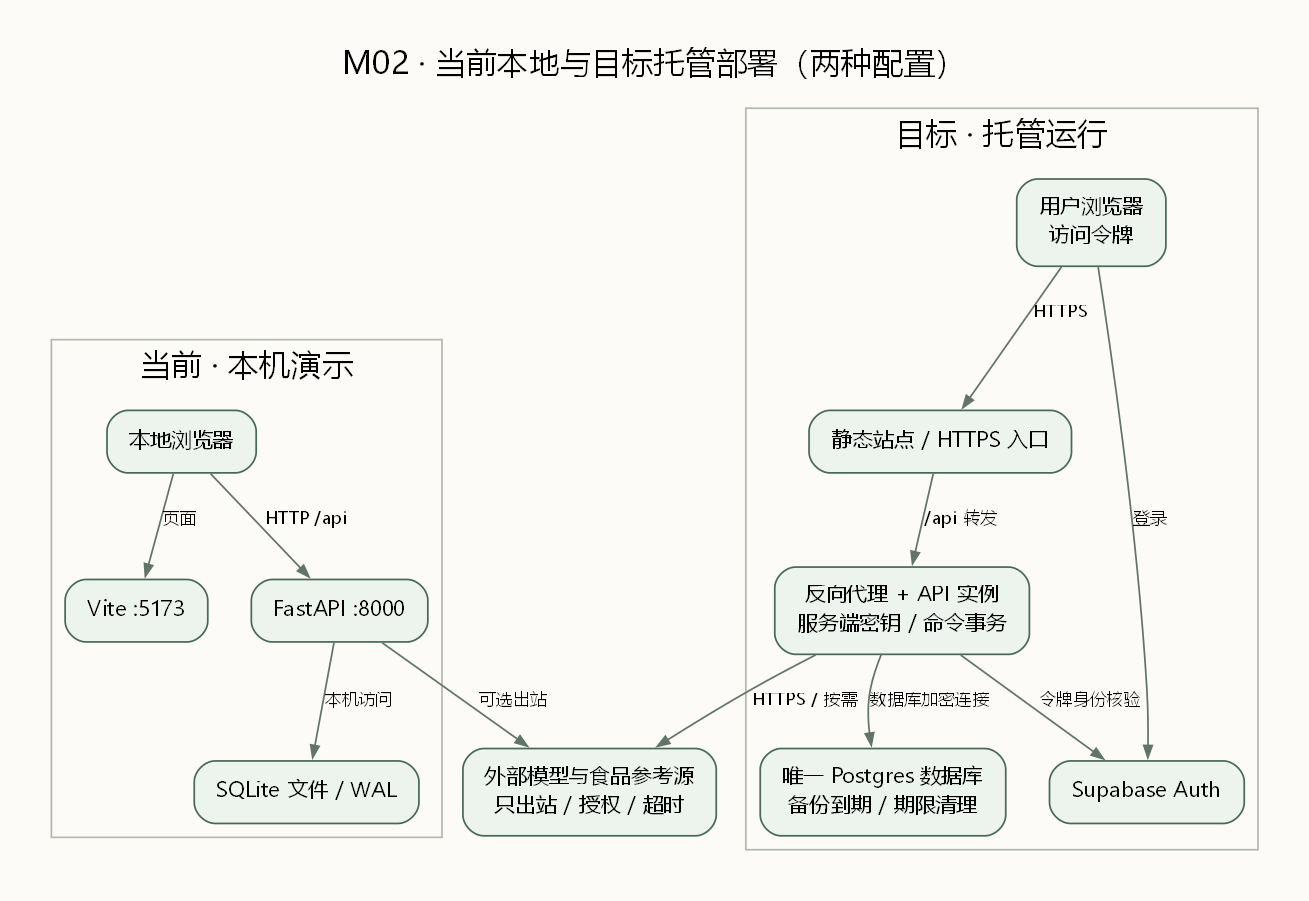 M02 · 当前本地与目标托管部署（两种配置）
目标 · 托管运行
用户浏览器
访问令牌
HTTPS
当前 · 本机演示
本地浏览器
静态站点 / HTTPS 入口
页面
HTTP /api
/api 转发
登录
Vite :5173
FastAPI :8000
反向代理 + API 实例
服务端密钥 / 命令事务
本机访问
可选出站
HTTPS / 按需
数据库加密连接
令牌身份核验
SQLite 文件 / WAL
外部模型与食品参考源
只出站 / 授权 / 超时
唯一 Postgres 数据库
备份到期 / 期限清理
Supabase Auth